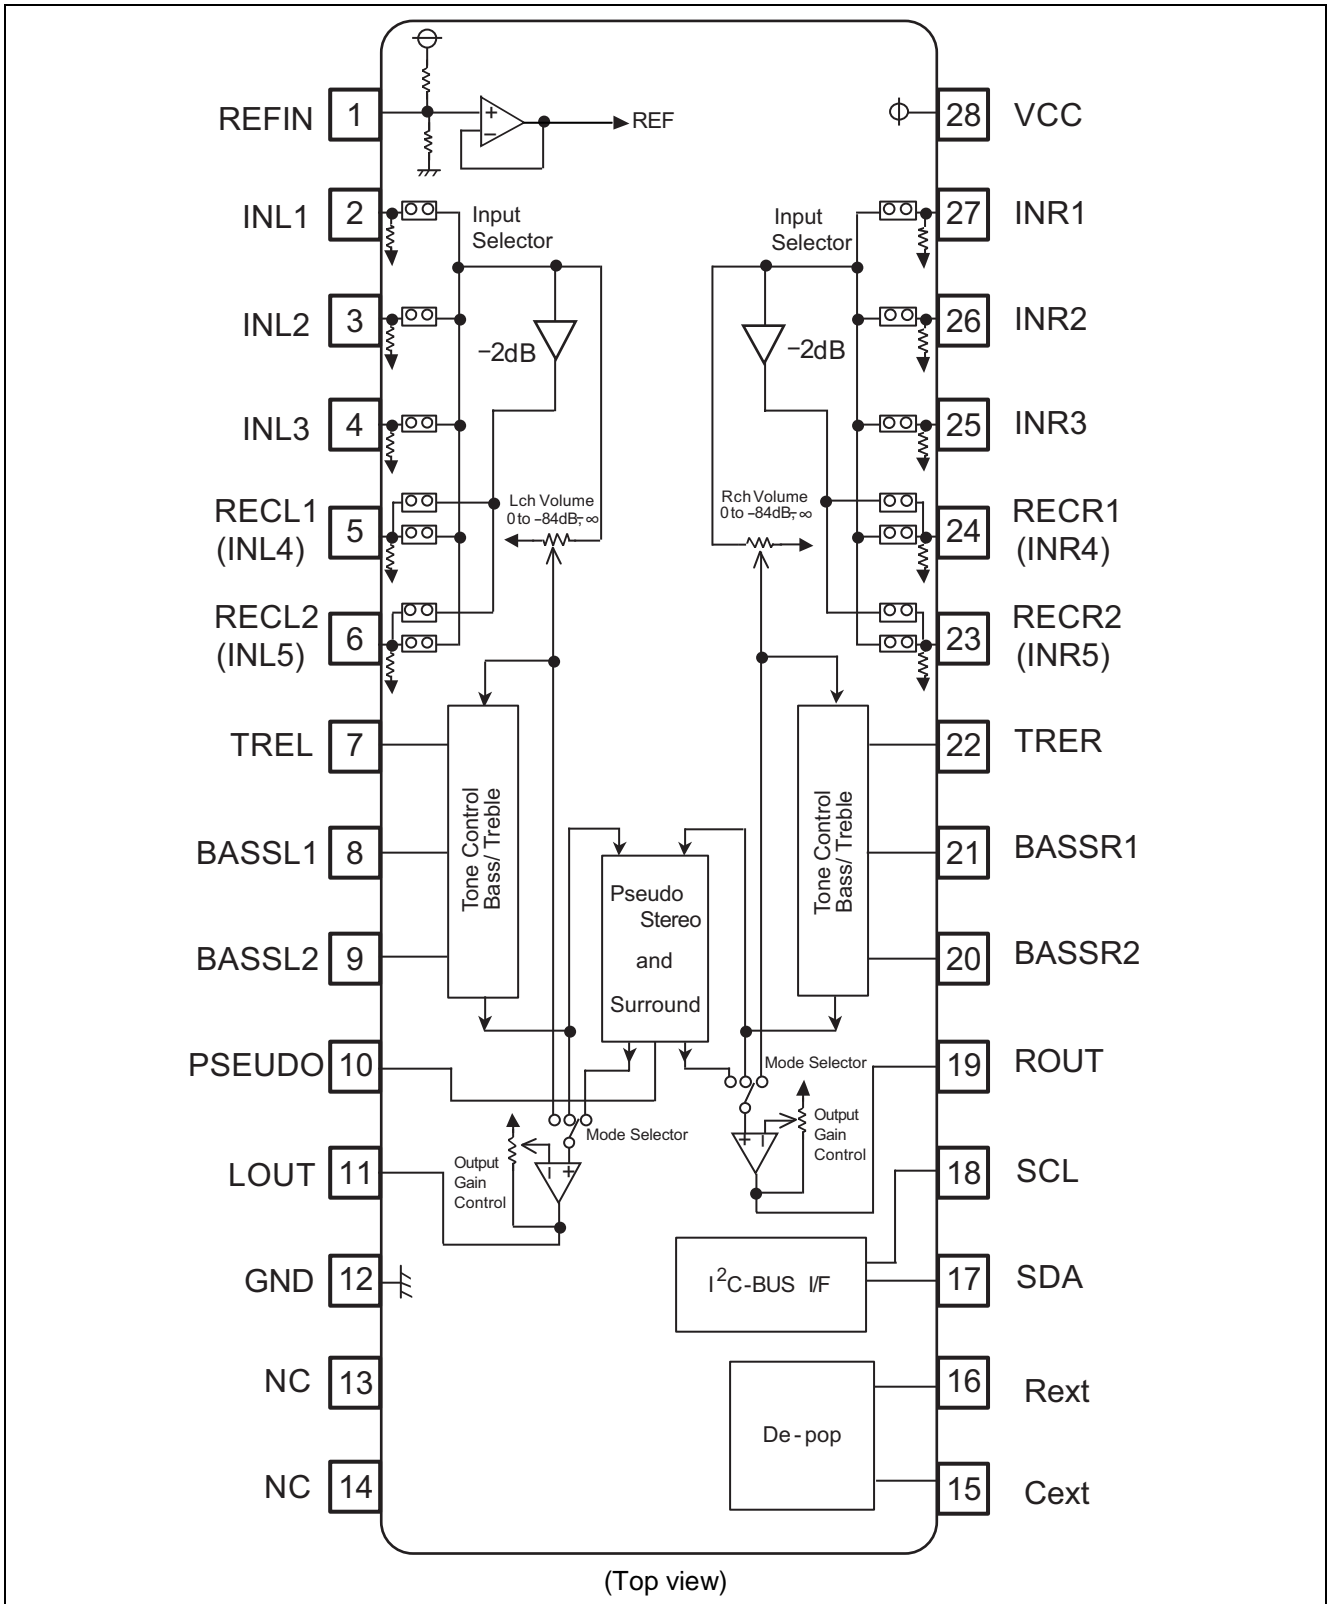 REFIN 1
REF
28 VCC
INL1 2
Input
Selector
Input
Selector
27 INR1
INL2 3
−2dB
−2dB
26 INR2
INL3 4
25 INR3
RECL1
(INL4) 5
Lch Volume
0 to −84dB, −∞
Rch Volume
0 to −84dB, −∞
24 RECR1
(INR4)
RECL2
(INL5) 6
23 RECR2
(INR5)
TREL 7
22 TRER
Tone Control
Bass/ Treble
Tone Control
Bass/ Treble
BASSL1 8
21 BASSR1
Pseudo
Stereo
and
Surround
BASSL2 9
20 BASSR2
PSEUDO 10
Mode Selector
19 ROUT
Mode Selector
Output
Gain
Control
+ −
− +
LOUT 11
Output
Gain
Control
18 SCL
GND 12
I2C-BUS I/F
17 SDA
NC 13
16 Rext
De-pop
NC 14
15 Cext
(Top view)